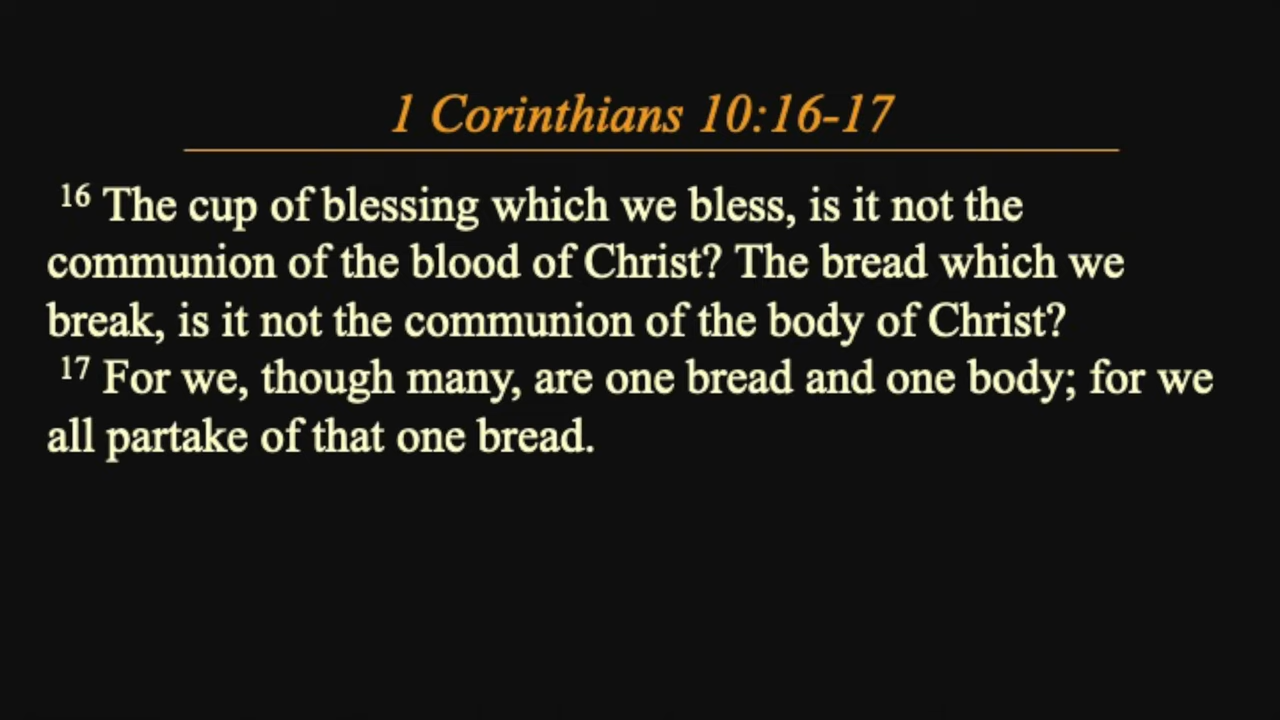 1 Corinthians 10:16-17
16 The cup of blessing which we bless, is it not the
communion of the blood of Christ? The bread which we
break, is it not the communion of the body of Christ?
17 For we, though many, are one bread and one body; for we
all partake of that one bread.